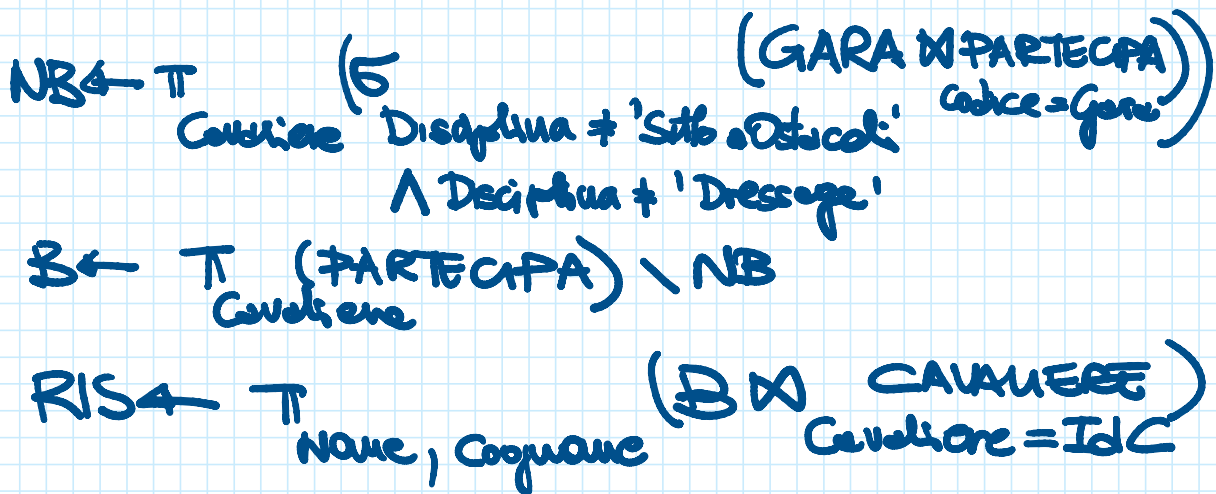 NB ← π Cavaliere (σ Disciplina ≠ 'Salto Ostacoli' (GARA ⋈ PARTECIPA Codice = Gara))
∧ Disciplina ≠ 'Dressage'
B ← π Cavaliere (PARTECIPA) \ NB
RIS ← π Nome, Cognome (B ⋈ CAVALIERE Cavaliere = IdC)